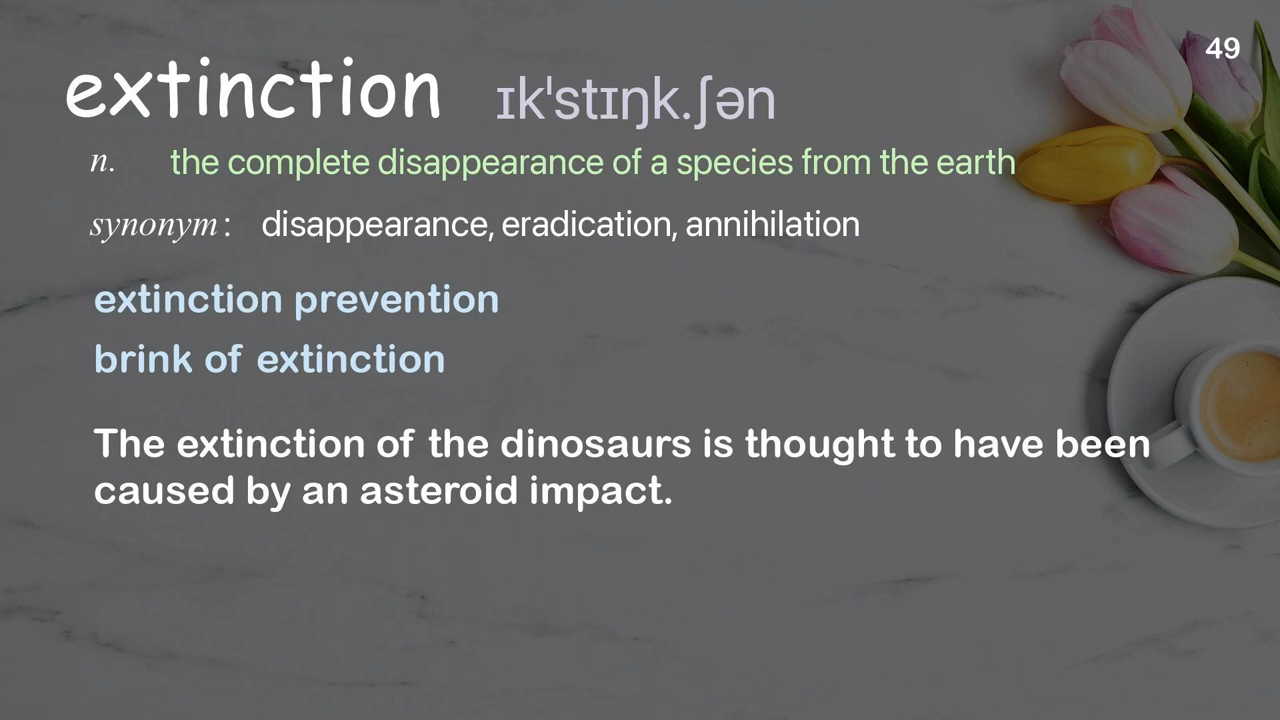 49
extinction ɪkˈstɪŋk.ʃən
n. the complete disappearance of a species from the earth
synonym: disappearance, eradication, annihilation
extinction prevention
brink of extinction
The extinction of the dinosaurs is thought to have been
caused by an asteroid impact.